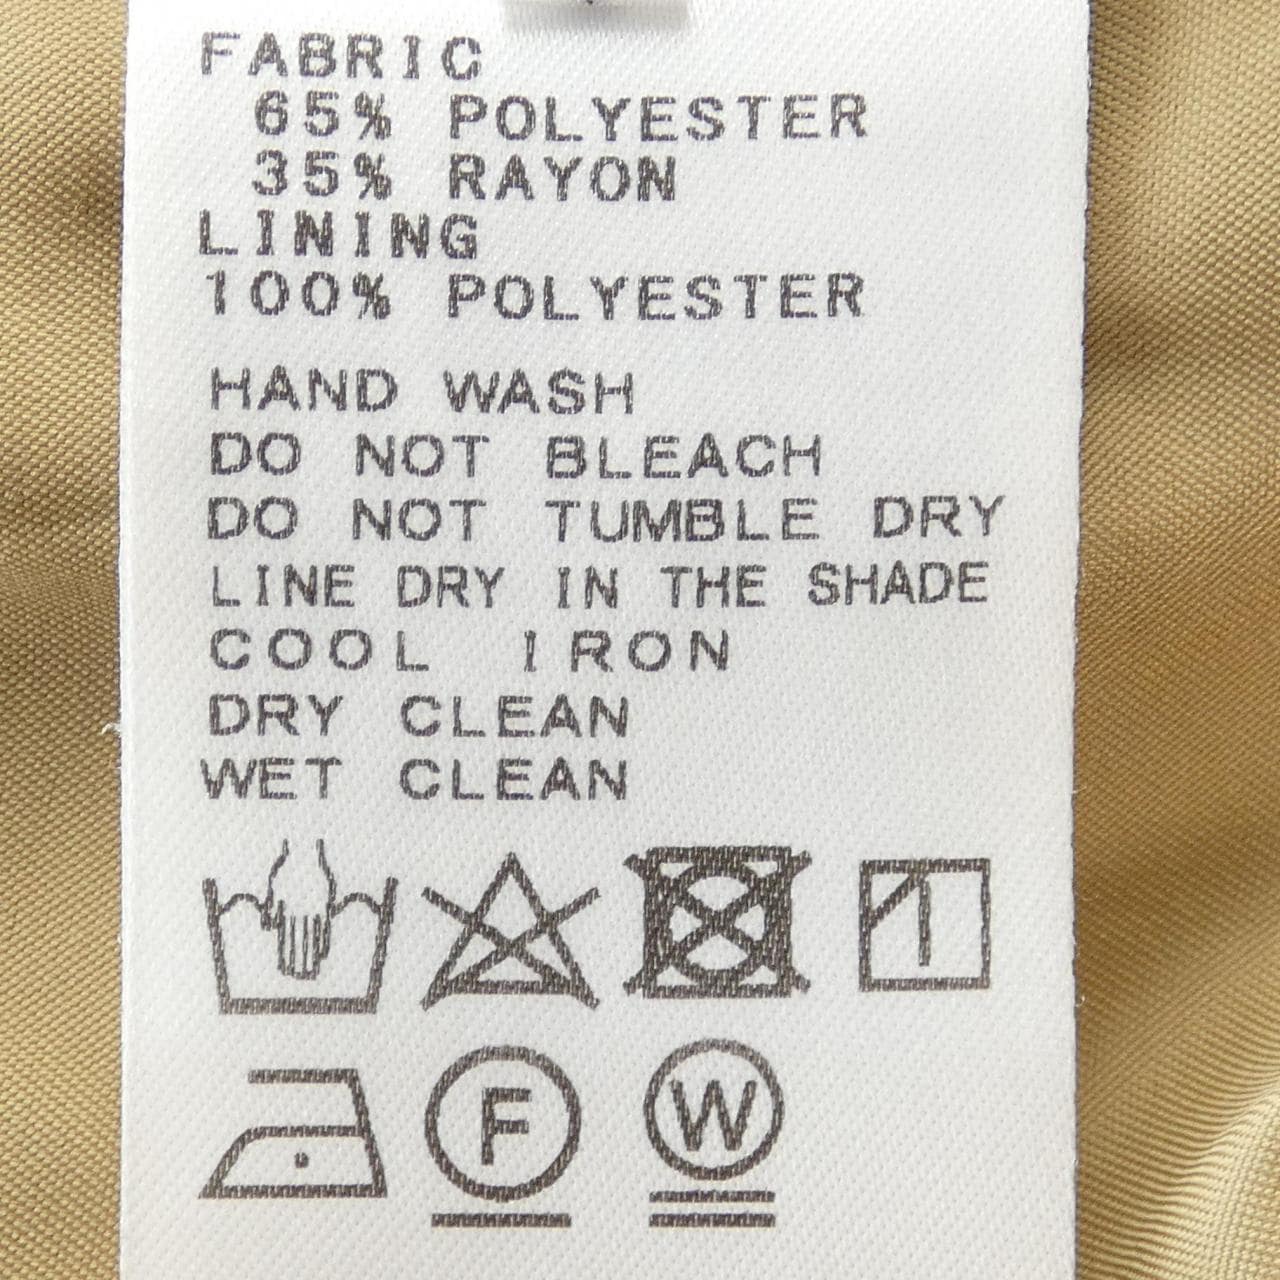 FABRIC
65% POLYESTER
35% RAYON
LINING
100% POLYESTER
HAND WASH
DO NOT BLEACH
DO NOT TUMBLE DRY
LINE DRY IN THE SHADE
COOL IRON
DRY CLEAN
WET CLEAN
F W